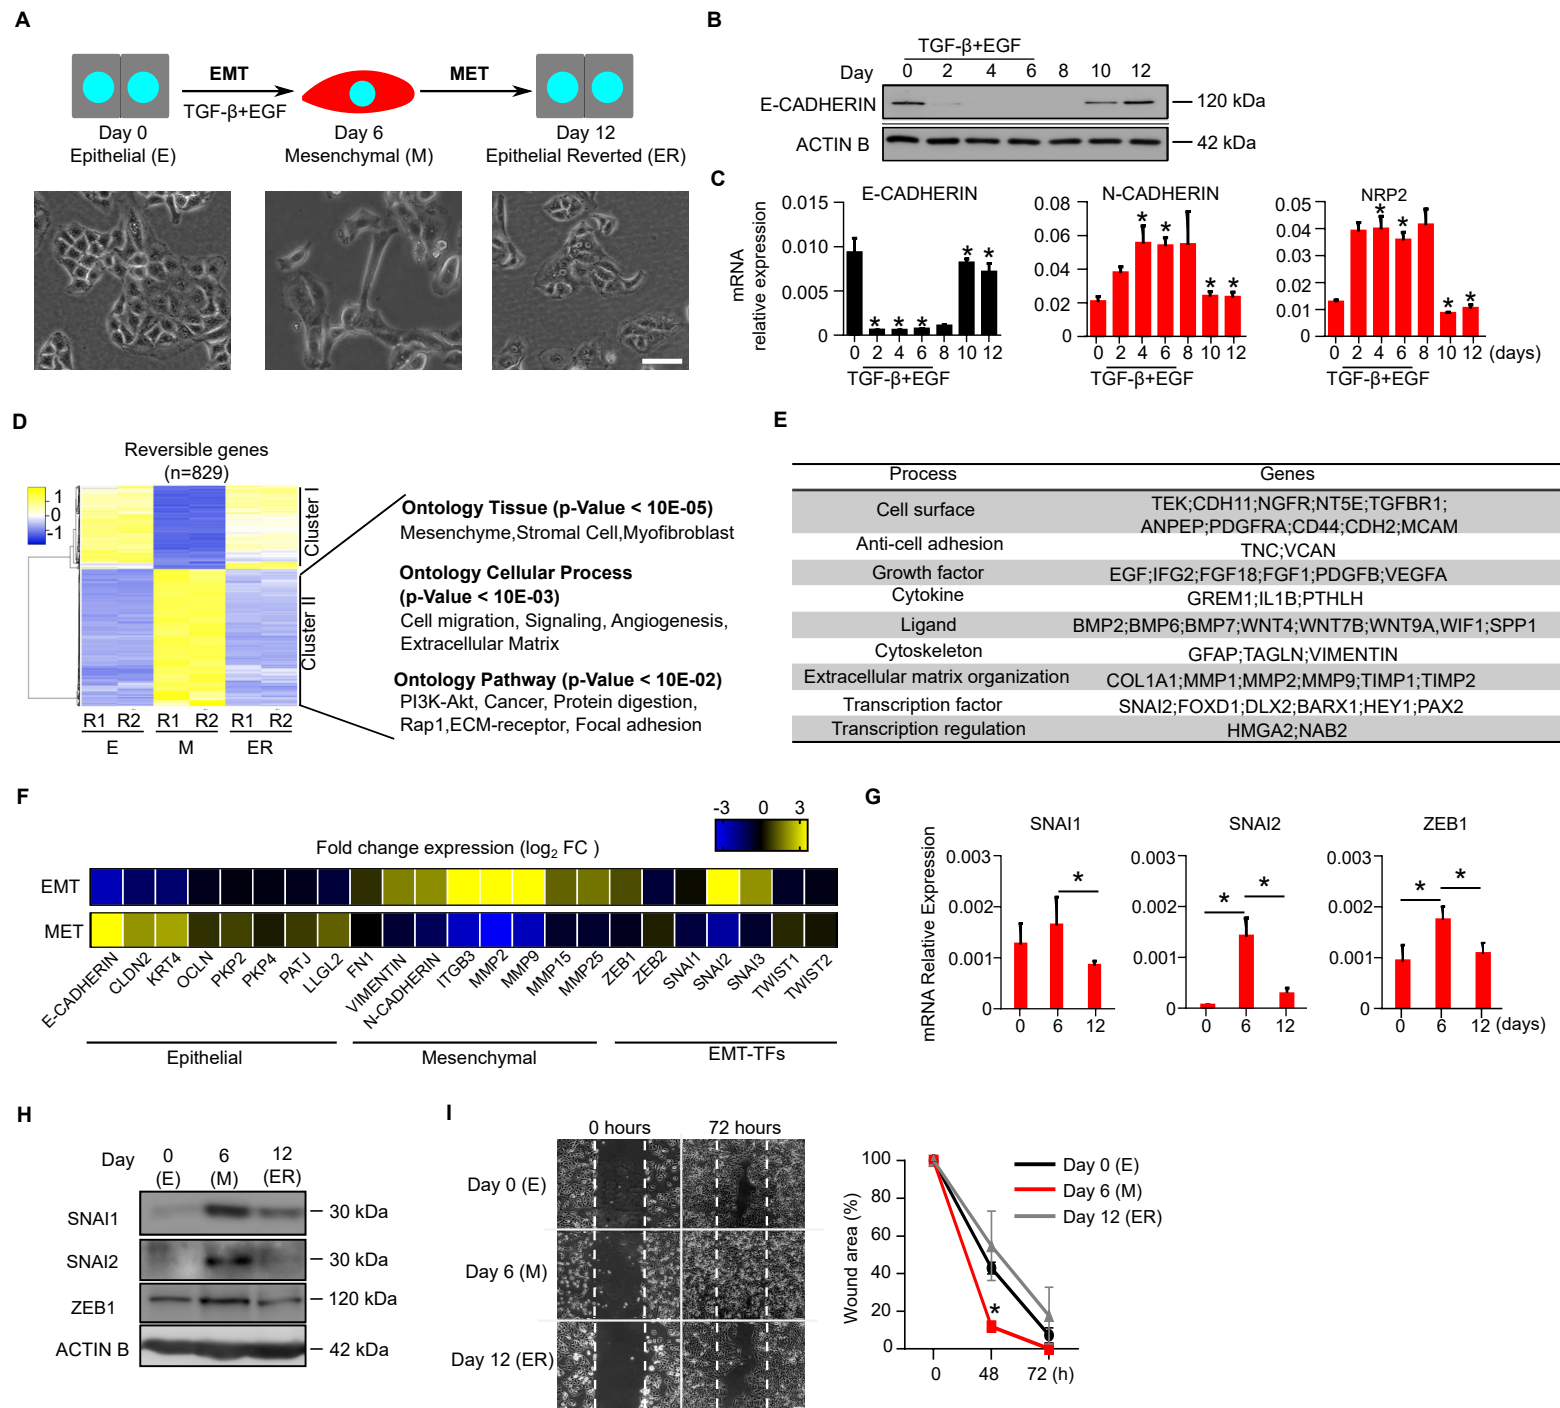 A
EMT
MET
TGF-β+EGF
Day 0
Epithelial (E)
Day 6
Mesenchymal (M)
Day 12
Epithelial Reverted (ER)
B
TGF-β+EGF
Day 0 2 4 6 8 10 12
E-CADHERIN
120 kDa
ACTIN B
42 kDa
C
E-CADHERIN
mRNA
relative expression
0.015
0.010
0.005
0
* * * * *
0 2 4 6 8 10 12
TGF-β+EGF
N-CADHERIN
0.08
0.06
0.04
0.02
0
* * * *
0 2 4 6 8 10 12
TGF-β+EGF
NRP2
0.05
0.04
0.03
0.02
0.01
0
* * * *
0 2 4 6 8 10 12 (days)
TGF-β+EGF
D
Reversible genes
(n=829)
1
0
-1
Cluster I
Cluster II
R1 R2 R1 R2 R1 R2
E M ER
Ontology Tissue (p-Value < 10E-05)
Mesenchyme,Stromal Cell,Myofibroblast
Ontology Cellular Process
(p-Value < 10E-03)
Cell migration, Signaling, Angiogenesis,
Extracellular Matrix
Ontology Pathway (p-Value < 10E-02)
PI3K-Akt, Cancer, Protein digestion,
Rap1,ECM-receptor, Focal adhesion
E
Process Genes
Cell surface TEK;CDH11;NGFR;NT5E;TGFBR1;
ANPEP;PDGFRA;CD44;CDH2;MCAM
Anti-cell adhesion TNC;VCAN
Growth factor EGF;IFG2;FGF18;FGF1;PDGFB;VEGFA
Cytokine GREM1;IL1B;PTHLH
Ligand BMP2;BMP6;BMP7;WNT4;WNT7B;WNT9A,WIF1;SPP1
Cytoskeleton GFAP;TAGLN;VIMENTIN
Extracellular matrix organization COL1A1;MMP1;MMP2;MMP9;TIMP1;TIMP2
Transcription factor SNAI2;FOXD1;DLX2;BARX1;HEY1;PAX2
Transcription regulation HMGA2;NAB2
F
-3 0 3
Fold change expression (log2 FC )
EMT
MET
E-CADHERIN
CLDN2
KRT4
OCLN
PKP2
PKP4
PATJ
LLGL2
FN1
VIMENTIN
N-CADHERIN
ITGB3
MMP2
MMP9
MMP15
MMP25
ZEB1
ZEB2
SNAI1
SNAI2
SNAI3
TWIST1
TWIST2
Epithelial
Mesenchymal
EMT-TFs
G
mRNA Relative Expression
SNAI1
0.003
0.002
0.001
0
*
0 6 12
SNAI2
0.003
0.002
0.001
0
* *
0 6 12
ZEB1
0.003
0.002
0.001
0
* *
0 6 12 (days)
H
Day 0 6 12
(E) (M) (ER)
SNAI1 30 kDa
SNAI2 30 kDa
ZEB1 120 kDa
ACTIN B 42 kDa
I
0 hours 72 hours
Day 0 (E)
Day 6 (M)
Day 12 (ER)
Wound area (%)
100
80
60
40
20
0
*
0 48 72 (h)
Day 0 (E)
Day 6 (M)
Day 12 (ER)